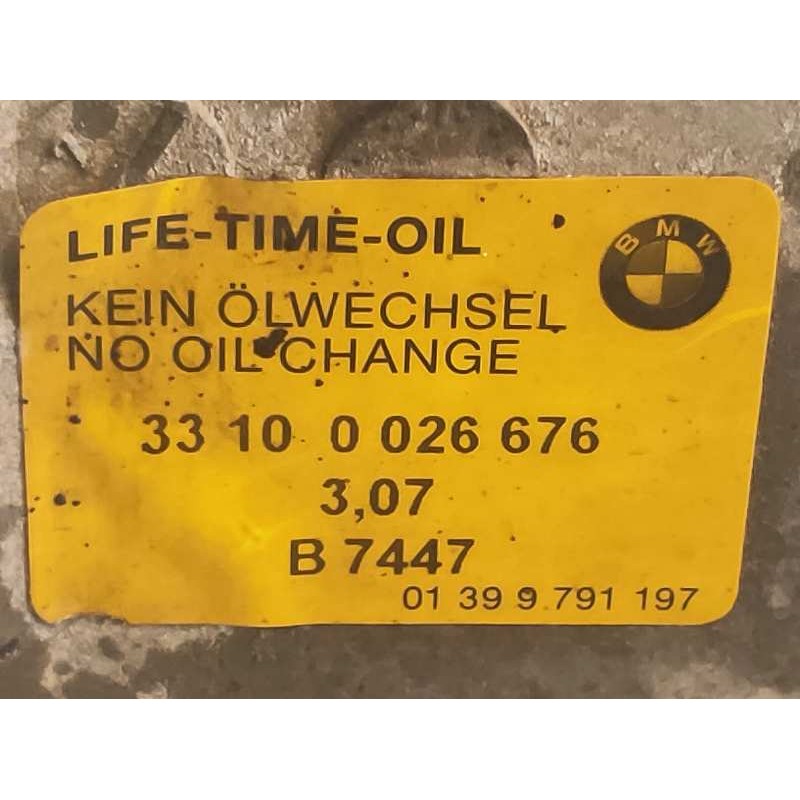 LIFE-TIME-OIL
BMW
KEIN ÖLWECHSEL
NO OIL CHANGE
33 10 0 026 676
3,07
B 7447
01 39 9 791 197